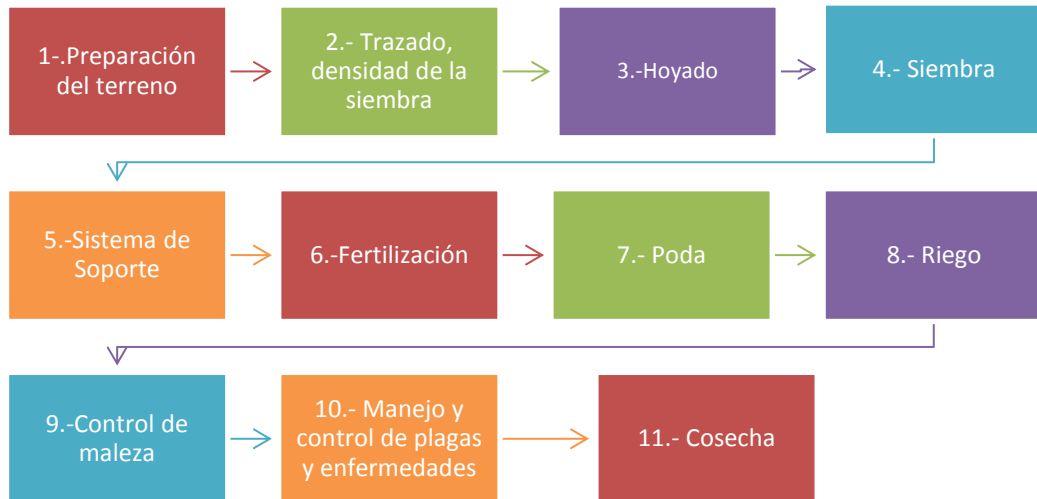 1-.Preparación
del terreno
2.- Trazado,
densidad de la
siembra
3.-Hoyado
4.- Siembra
5.-Sistema de
Soporte
6.-Fertilización
7.- Poda
8.- Riego
9.-Control de
maleza
10.- Manejo y
control de plagas
y enfermedades
11.- Cosecha